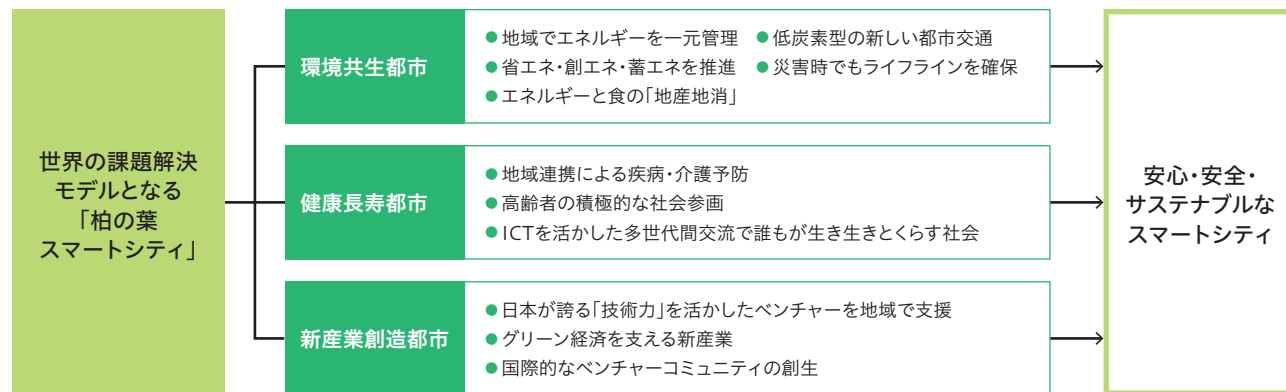 世界の課題解決
モデルとなる
「柏の葉
スマートシティ」
環境共生都市
●地域でエネルギーを一元管理 ●低炭素型の新しい都市交通
●省エネ・創エネ・蓄エネを推進 ●災害時でもライフラインを確保
●エネルギーと食の「地産地消」
健康長寿都市
●地域連携による疾病・介護予防
●高齢者の積極的な社会参画
●ICTを活かした多世代間交流で誰もが生き生きとくらす社会
新産業創造都市
●日本が誇る「技術力」を活かしたベンチャーを地域で支援
●グリーン経済を支える新産業
●国際的なベンチャーコミュニティの創生
安心・安全・
サステナブルな
スマートシティ